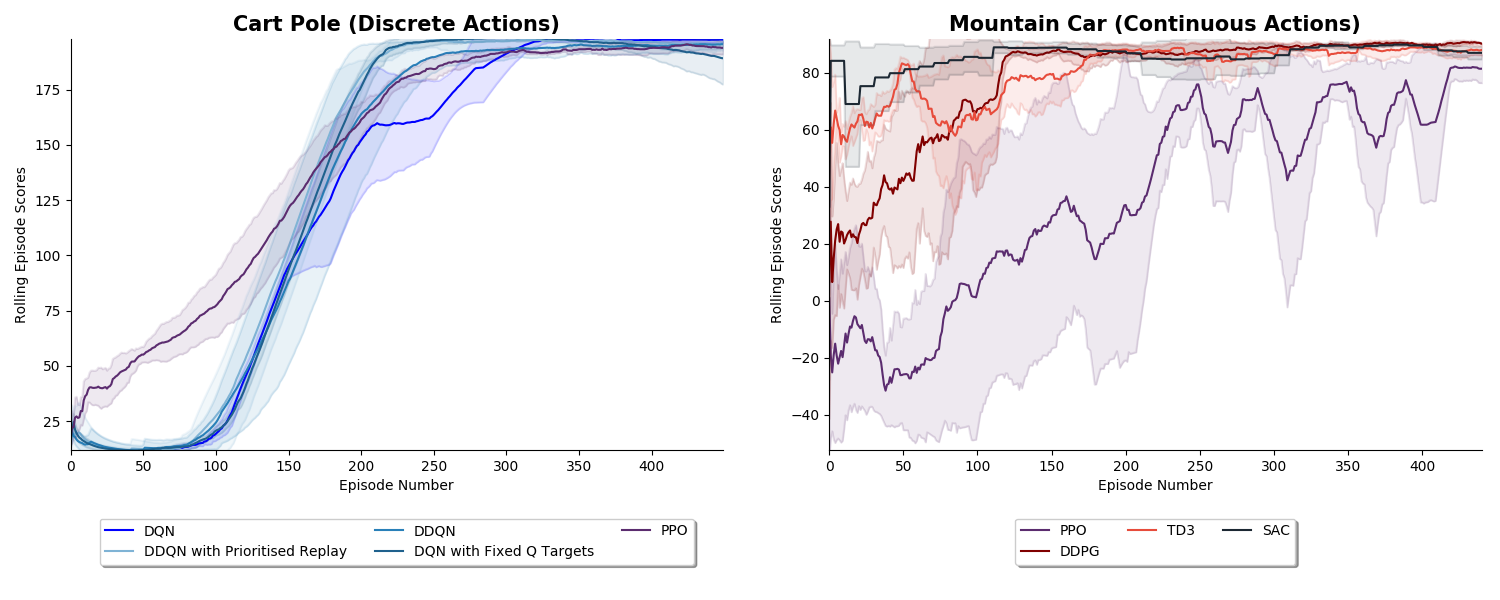 Cart Pole (Discrete Actions)
Rolling Episode Scores
175
150
125
100
75
50
25
0 50 100 150 200 250 300 350 400
Episode Number
DQN DDQN PPO
DDQN with Prioritised Replay DQN with Fixed Q Targets
Mountain Car (Continuous Actions)
Rolling Episode Scores
80
60
40
20
0
−20
−40
0 50 100 150 200 250 300 350 400
Episode Number
PPO TD3 SAC
DDPG